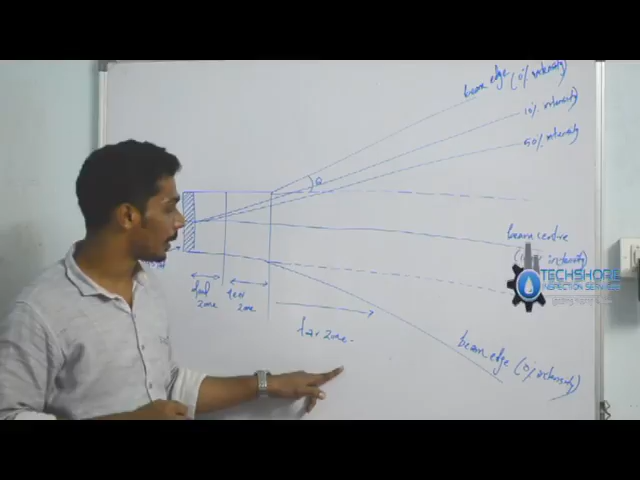 beam edge (0% intensity)
10% intensity)
50% intensity
θ
beam centre
intensity)
TECHSHORE
INSPECTION SERVICES
dead
zone
near
zone
far zone.
beam edge (0% intensity)